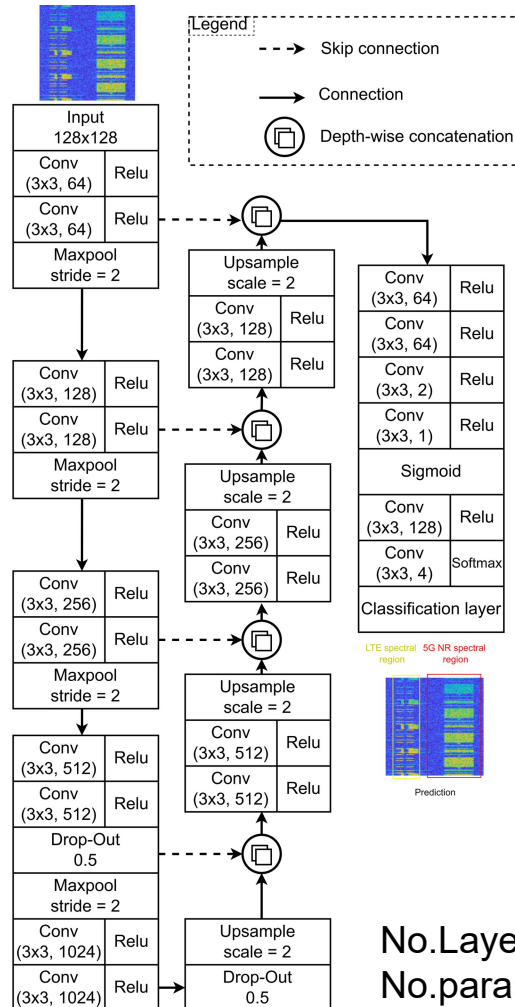 Legend
Skip connection
Connection
Depth-wise concatenation
Input
128x128
Conv
(3x3, 64)
Relu
Conv
(3x3, 64)
Relu
Maxpool
stride = 2
Conv
(3x3, 128)
Relu
Conv
(3x3, 128)
Relu
Maxpool
stride = 2
Conv
(3x3, 256)
Relu
Conv
(3x3, 256)
Relu
Maxpool
stride = 2
Conv
(3x3, 512)
Relu
Conv
(3x3, 512)
Relu
Drop-Out
0.5
Maxpool
stride = 2
Conv
(3x3, 1024)
Relu
Conv
(3x3, 1024)
Relu
Upsample
scale = 2
Drop-Out
0.5
Upsample
scale = 2
Conv
(3x3, 512)
Relu
Conv
(3x3, 512)
Relu
Upsample
scale = 2
Conv
(3x3, 256)
Relu
Conv
(3x3, 256)
Relu
Upsample
scale = 2
Conv
(3x3, 128)
Relu
Conv
(3x3, 128)
Relu
Conv
(3x3, 64)
Relu
Conv
(3x3, 64)
Relu
Conv
(3x3, 2)
Relu
Conv
(3x3, 1)
Relu
Sigmoid
Conv
(3x3, 128)
Relu
Conv
(3x3, 4)
Softmax
Classification layer
LTE spectral
region
5G NR spectral
region
Prediction
No.Laye
No.para